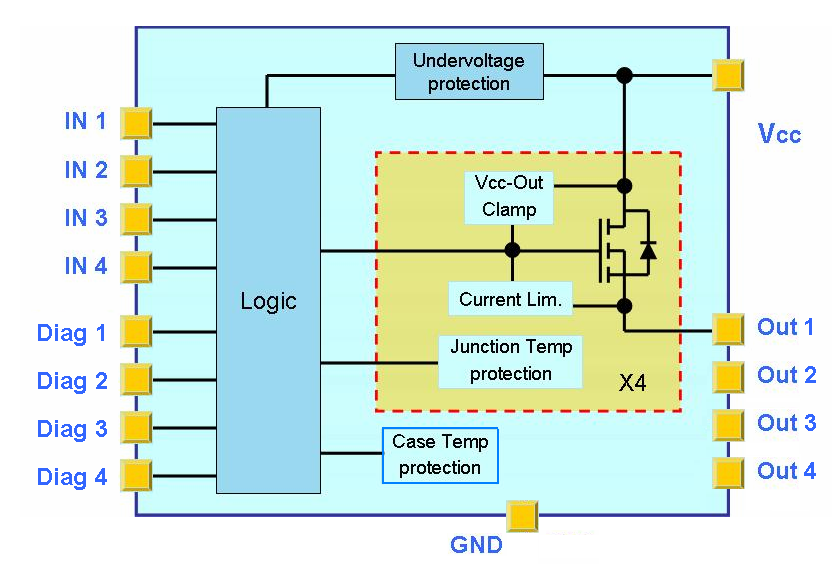 Undervoltage
protection
Vcc
IN 1
IN 2
IN 3
IN 4
Diag 1
Diag 2
Diag 3
Diag 4
Logic
Vcc-Out
Clamp
Current Lim.
Junction Temp
protection
X4
Case Temp
protection
Out 1
Out 2
Out 3
Out 4
GND